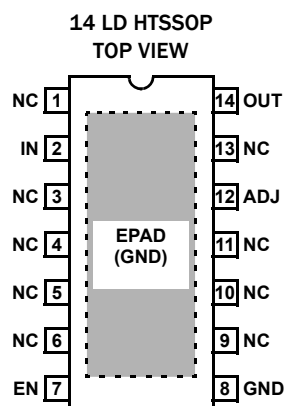 14 LD HTSSOP
TOP VIEW
NC 1 14 OUT
IN 2 13 NC
NC 3 12 ADJ
NC 4 11 NC
EPAD
(GND)
NC 5 10 NC
NC 6 9 NC
EN 7 8 GND